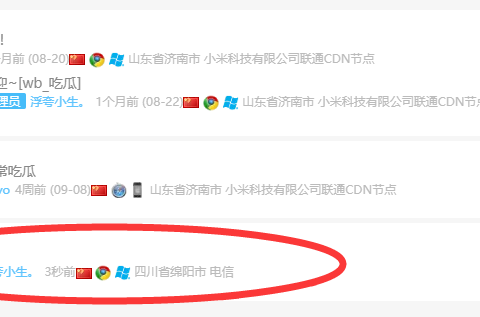 !
月前 (08-20) 山东省济南市 小米科技有限公司联通CDN节点
迎~[wb_吃瓜]
理员 浮夸小生。 1个月前 (08-22) 山东省济南市 小米科技有限公司联通CDN
常吃瓜
vo 4周前 (09-08) 山东省济南市 小米科技有限公司联通CDN节点
夸小生。 3秒前 四川省绵阳市 电信